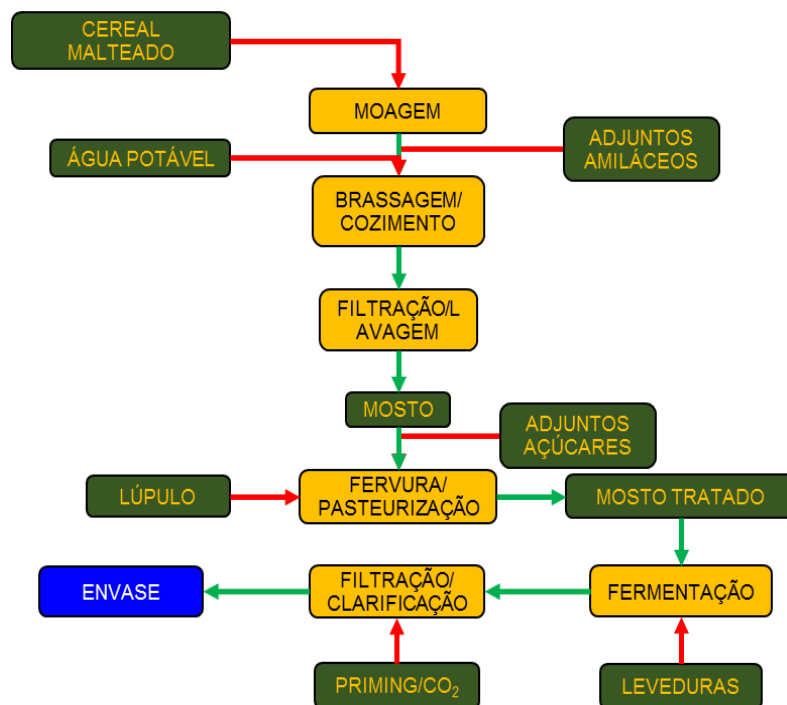 CEREAL
MALTEADO
MOAGEM
ÁGUA POTÁVEL
ADJUNTOS
AMILÁCEOS
BRASSAGEM/
COZIMENTO
FILTRAÇÃO/L
AVAGEM
MOSTO
ADJUNTOS
AÇÚCARES
LÚPULO
FERVURA/
PASTEURIZAÇÃO
MOSTO TRATADO
ENVASE
FILTRAÇÃO/
CLARIFICAÇÃO
FERMENTAÇÃO
PRIMING/CO₂
LEVEDURAS